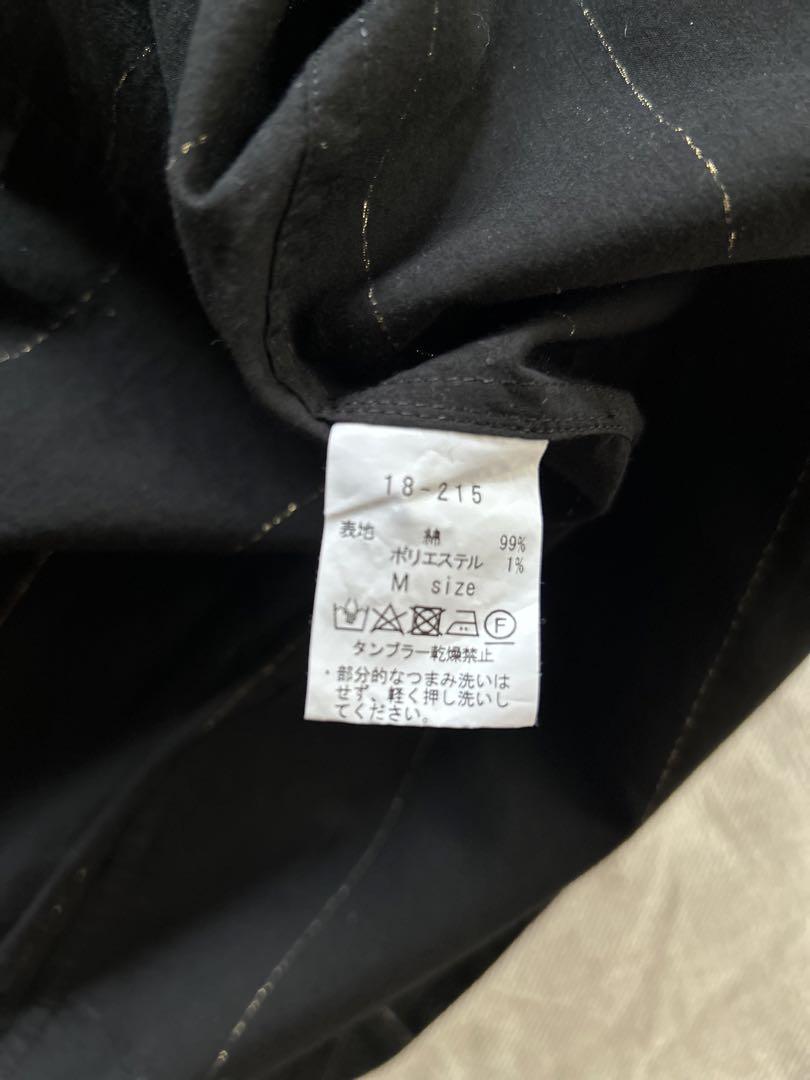 18-215
表地 綿 99%
ポリエステル 1%
M size
F
タンブラー乾燥禁止
・部分的なつまみ洗いは
せず、軽く押し洗いし
てください。